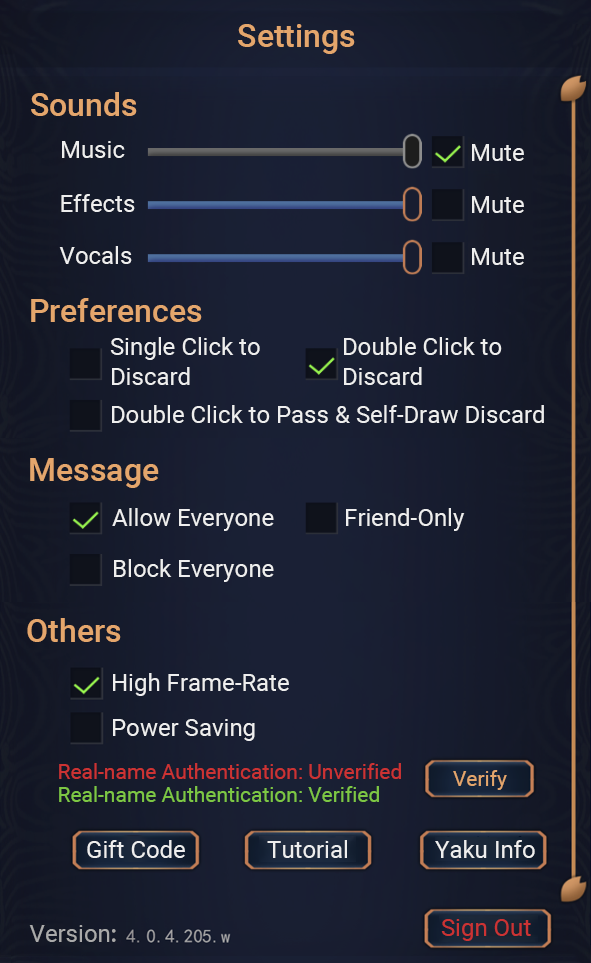 Settings
Sounds
Music Mute
Effects Mute
Vocals Mute
Preferences
Single Click to
Discard
Double Click to
Discard
Double Click to Pass & Self-Draw Discard
Message
Allow Everyone Friend-Only
Block Everyone
Others
High Frame-Rate
Power Saving
Real-name Authentication: Unverified
Real-name Authentication: Verified
Verify
Gift Code Tutorial Yaku Info
Version: 4.0.4.205.w Sign Out